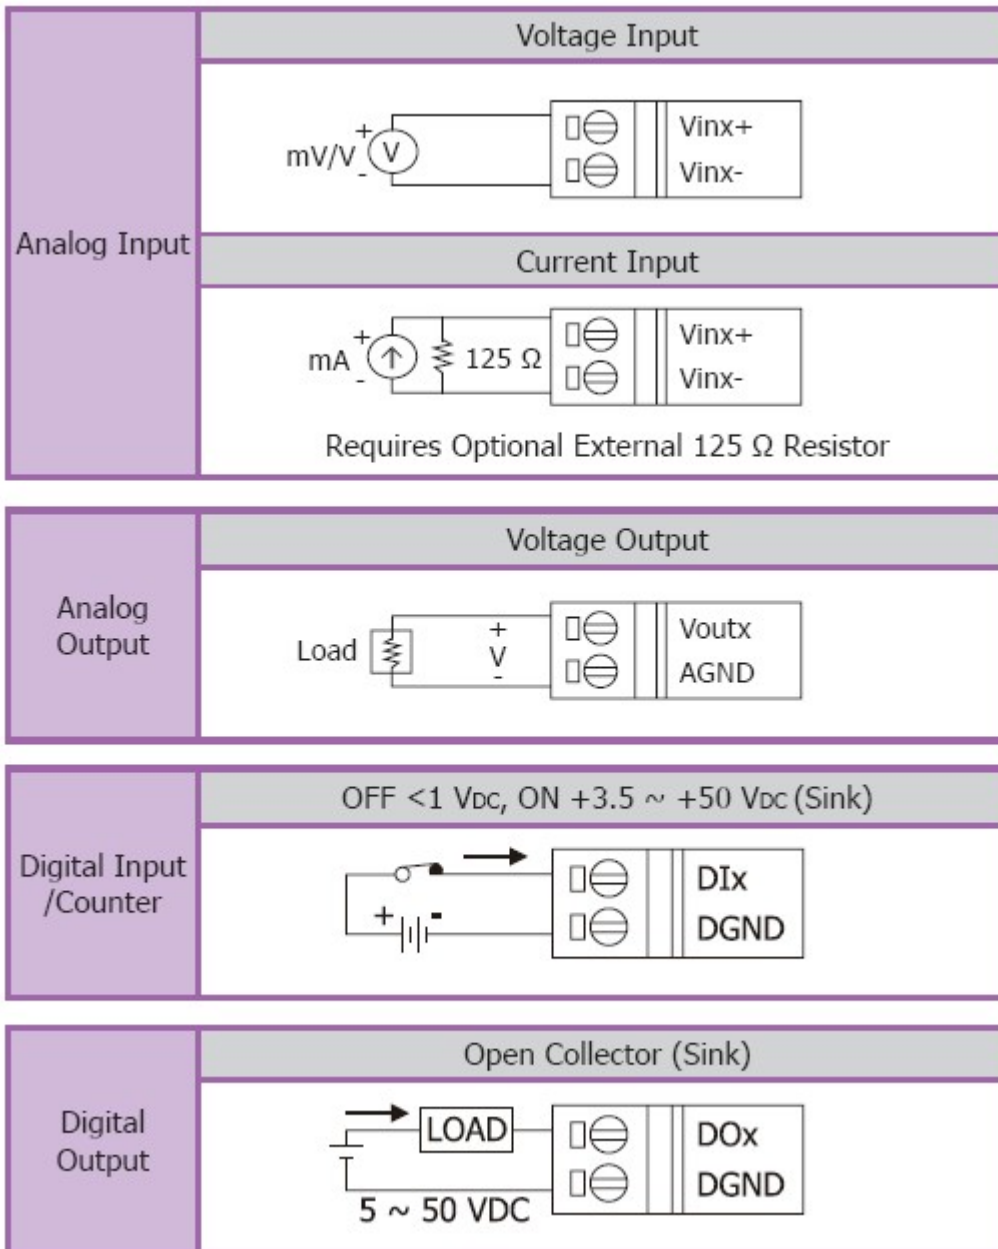 Analog Input
Voltage Input
mV/V
+
V
-
Vinx+
Vinx-
Current Input
mA
+
-
125 Ω
Vinx+
Vinx-
Requires Optional External 125 Ω Resistor
Analog
Output
Voltage Output
Load
+
V
-
Voutx
AGND
Digital Input
/Counter
OFF <1 VDC, ON +3.5 ~ +50 VDC (Sink)
+ -
DIx
DGND
Digital
Output
Open Collector (Sink)
LOAD
5 ~ 50 VDC
DOx
DGND